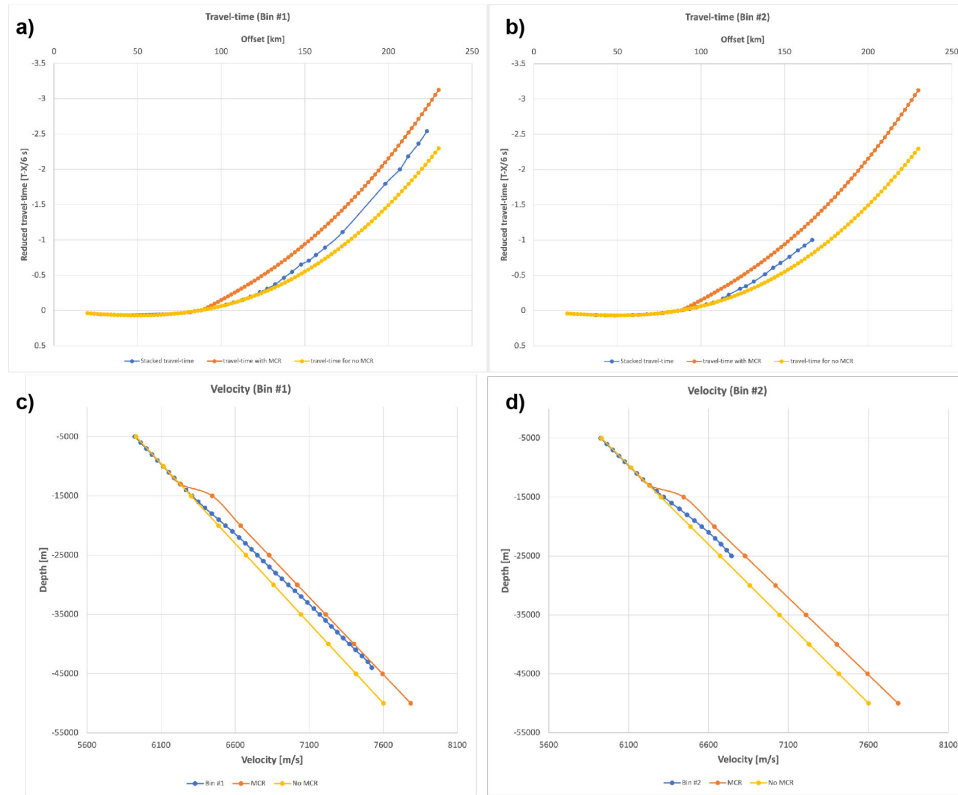 a)
Travel-time (Bin #1)
Offset [km]
0 50 100 150 200 250
-3.5
-3
-2.5
-2
-1.5
-1
-0.5
0
0.5
Reduced travel-time [T-X/6 s]
Stacked travel-time travel-time with MCR travel-time for no MCR
b)
Travel-time (Bin #2)
Offset [km]
0 50 100 150 200 250
-3.5
-3
-2.5
-2
-1.5
-1
-0.5
0
0.5
Reduced travel-time [T-X/6 s]
Stacked travel-time travel-time with MCR travel-time for no MCR
c)
Velocity (Bin #1)
-5000
-15000
-25000
-35000
-45000
-55000
Depth [m]
5600 6100 6600 7100 7600 8100
Velocity [m/s]
Bin #1 MCR No MCR
d)
Velocity (Bin #2)
-5000
-15000
-25000
-35000
-45000
-55000
Depth [m]
5600 6100 6600 7100 7600 8100
Velocity [m/s]
Bin #2 MCR No MCR